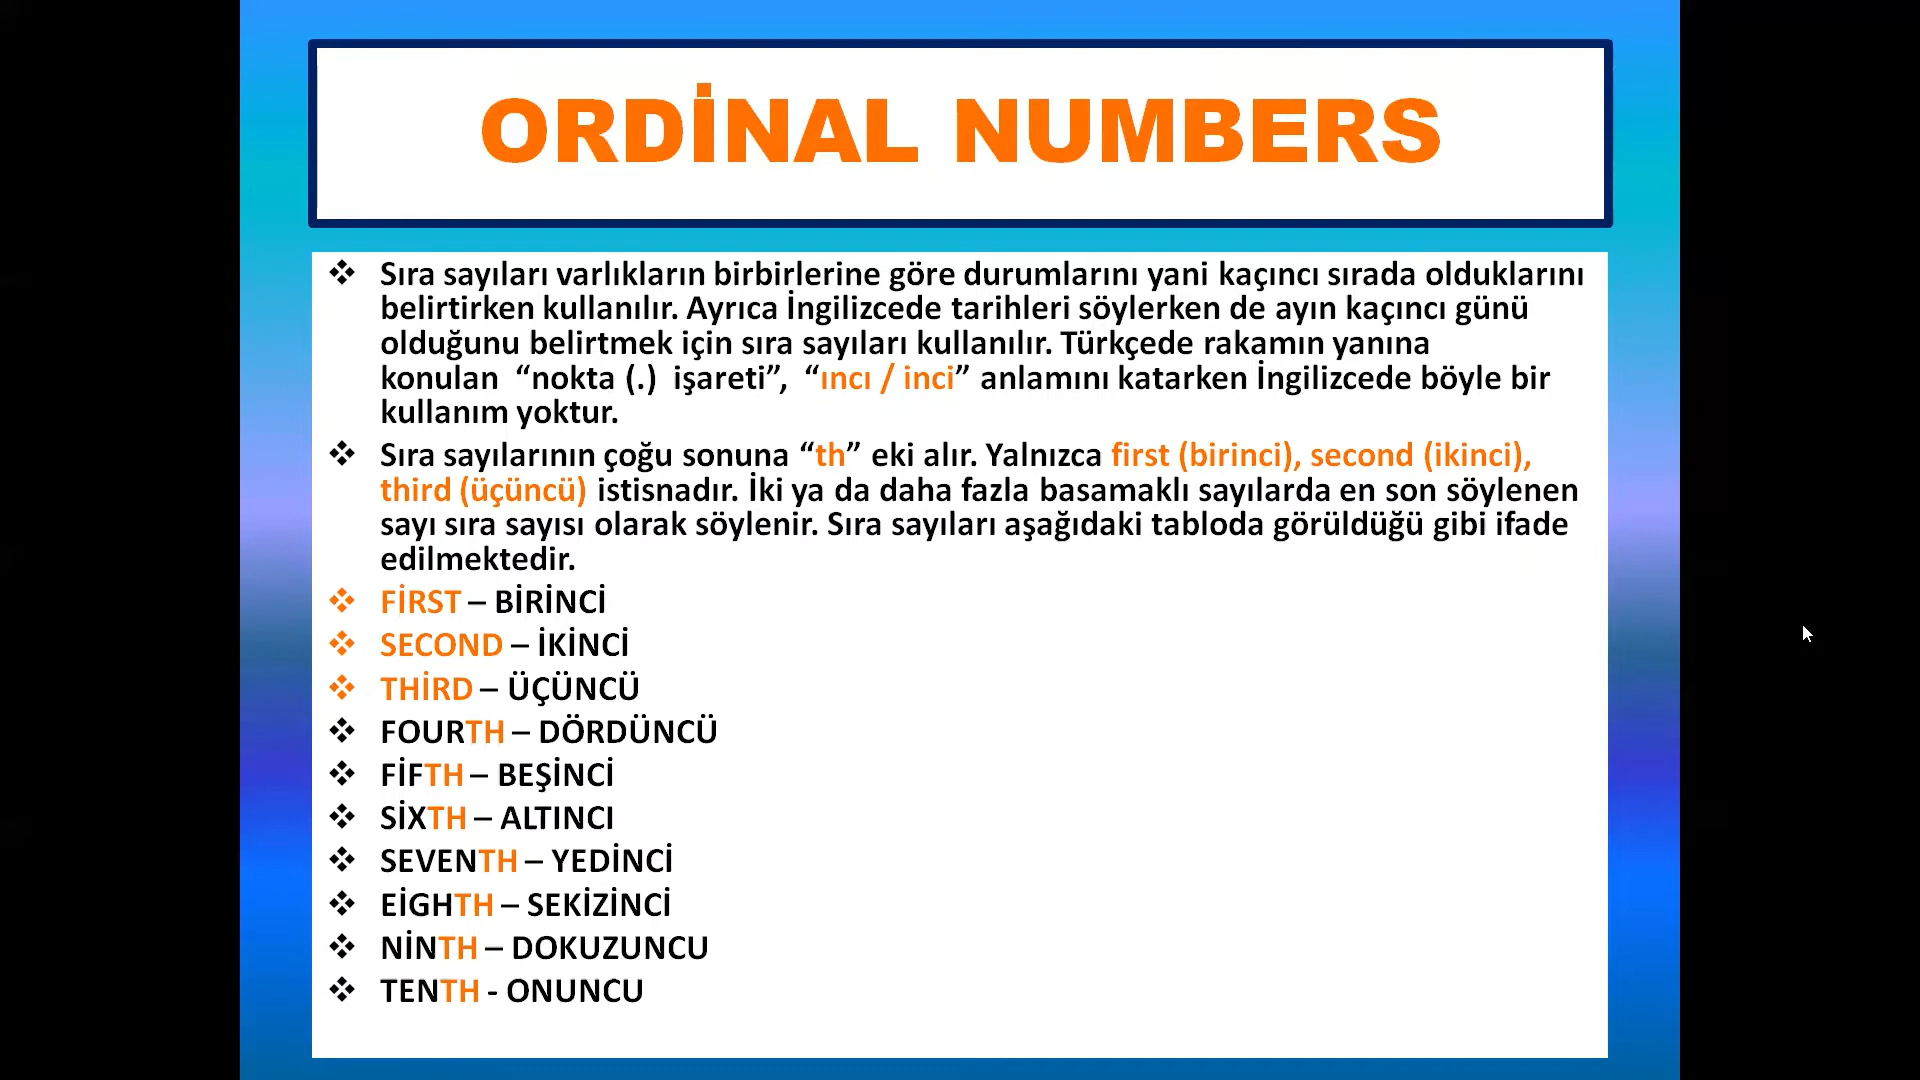 ORDİNAL NUMBERS
❖ Sıra sayıları varlıkların birbirlerine göre durumlarını yani kaçıncı sırada olduklarını
belirtirken kullanılır. Ayrıca İngilizcede tarihleri söylerken de ayın kaçıncı günü
olduğunu belirtmek için sıra sayıları kullanılır. Türkçede rakamın yanına
konulan “nokta (.) işareti”, “ıncı / inci” anlamını katarken İngilizcede böyle bir
kullanım yoktur.
❖ Sıra sayılarının çoğu sonuna “th” eki alır. Yalnızca first (birinci), second (ikinci),
third (üçüncü) istisnadır. İki ya da daha fazla basamaklı sayılarda en son söylenen
sayı sıra sayısı olarak söylenir. Sıra sayıları aşağıdaki tabloda görüldüğü gibi ifade
edilmektedir.
❖ FİRST – BİRİNCİ
❖ SECOND – İKİNCİ
❖ THİRD – ÜÇÜNCÜ
❖ FOURTH – DÖRDÜNCÜ
❖ FİFTH – BEŞİNCİ
❖ SİXTH – ALTINCI
❖ SEVENTH – YEDİNCİ
❖ EİGHTH – SEKİZİNCİ
❖ NİNTH – DOKUZUNCU
❖ TENTH - ONUNCU